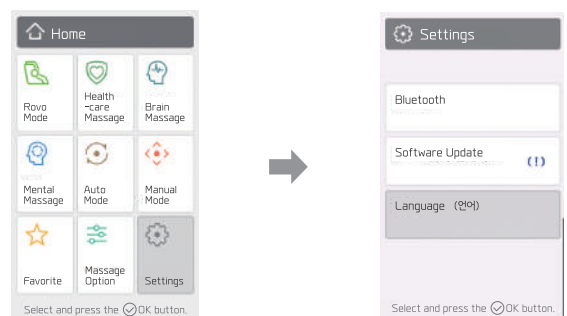 Home
Rovo
Mode
Health
-care
Massage
Brain
Massage
Mental
Massage
Auto
Mode
Manual
Mode
Favorite
Massage
Option
Settings
Select and press the OK button.
Settings
Bluetooth
Software Update
(!)
Language (언어)
Select and press the OK button.